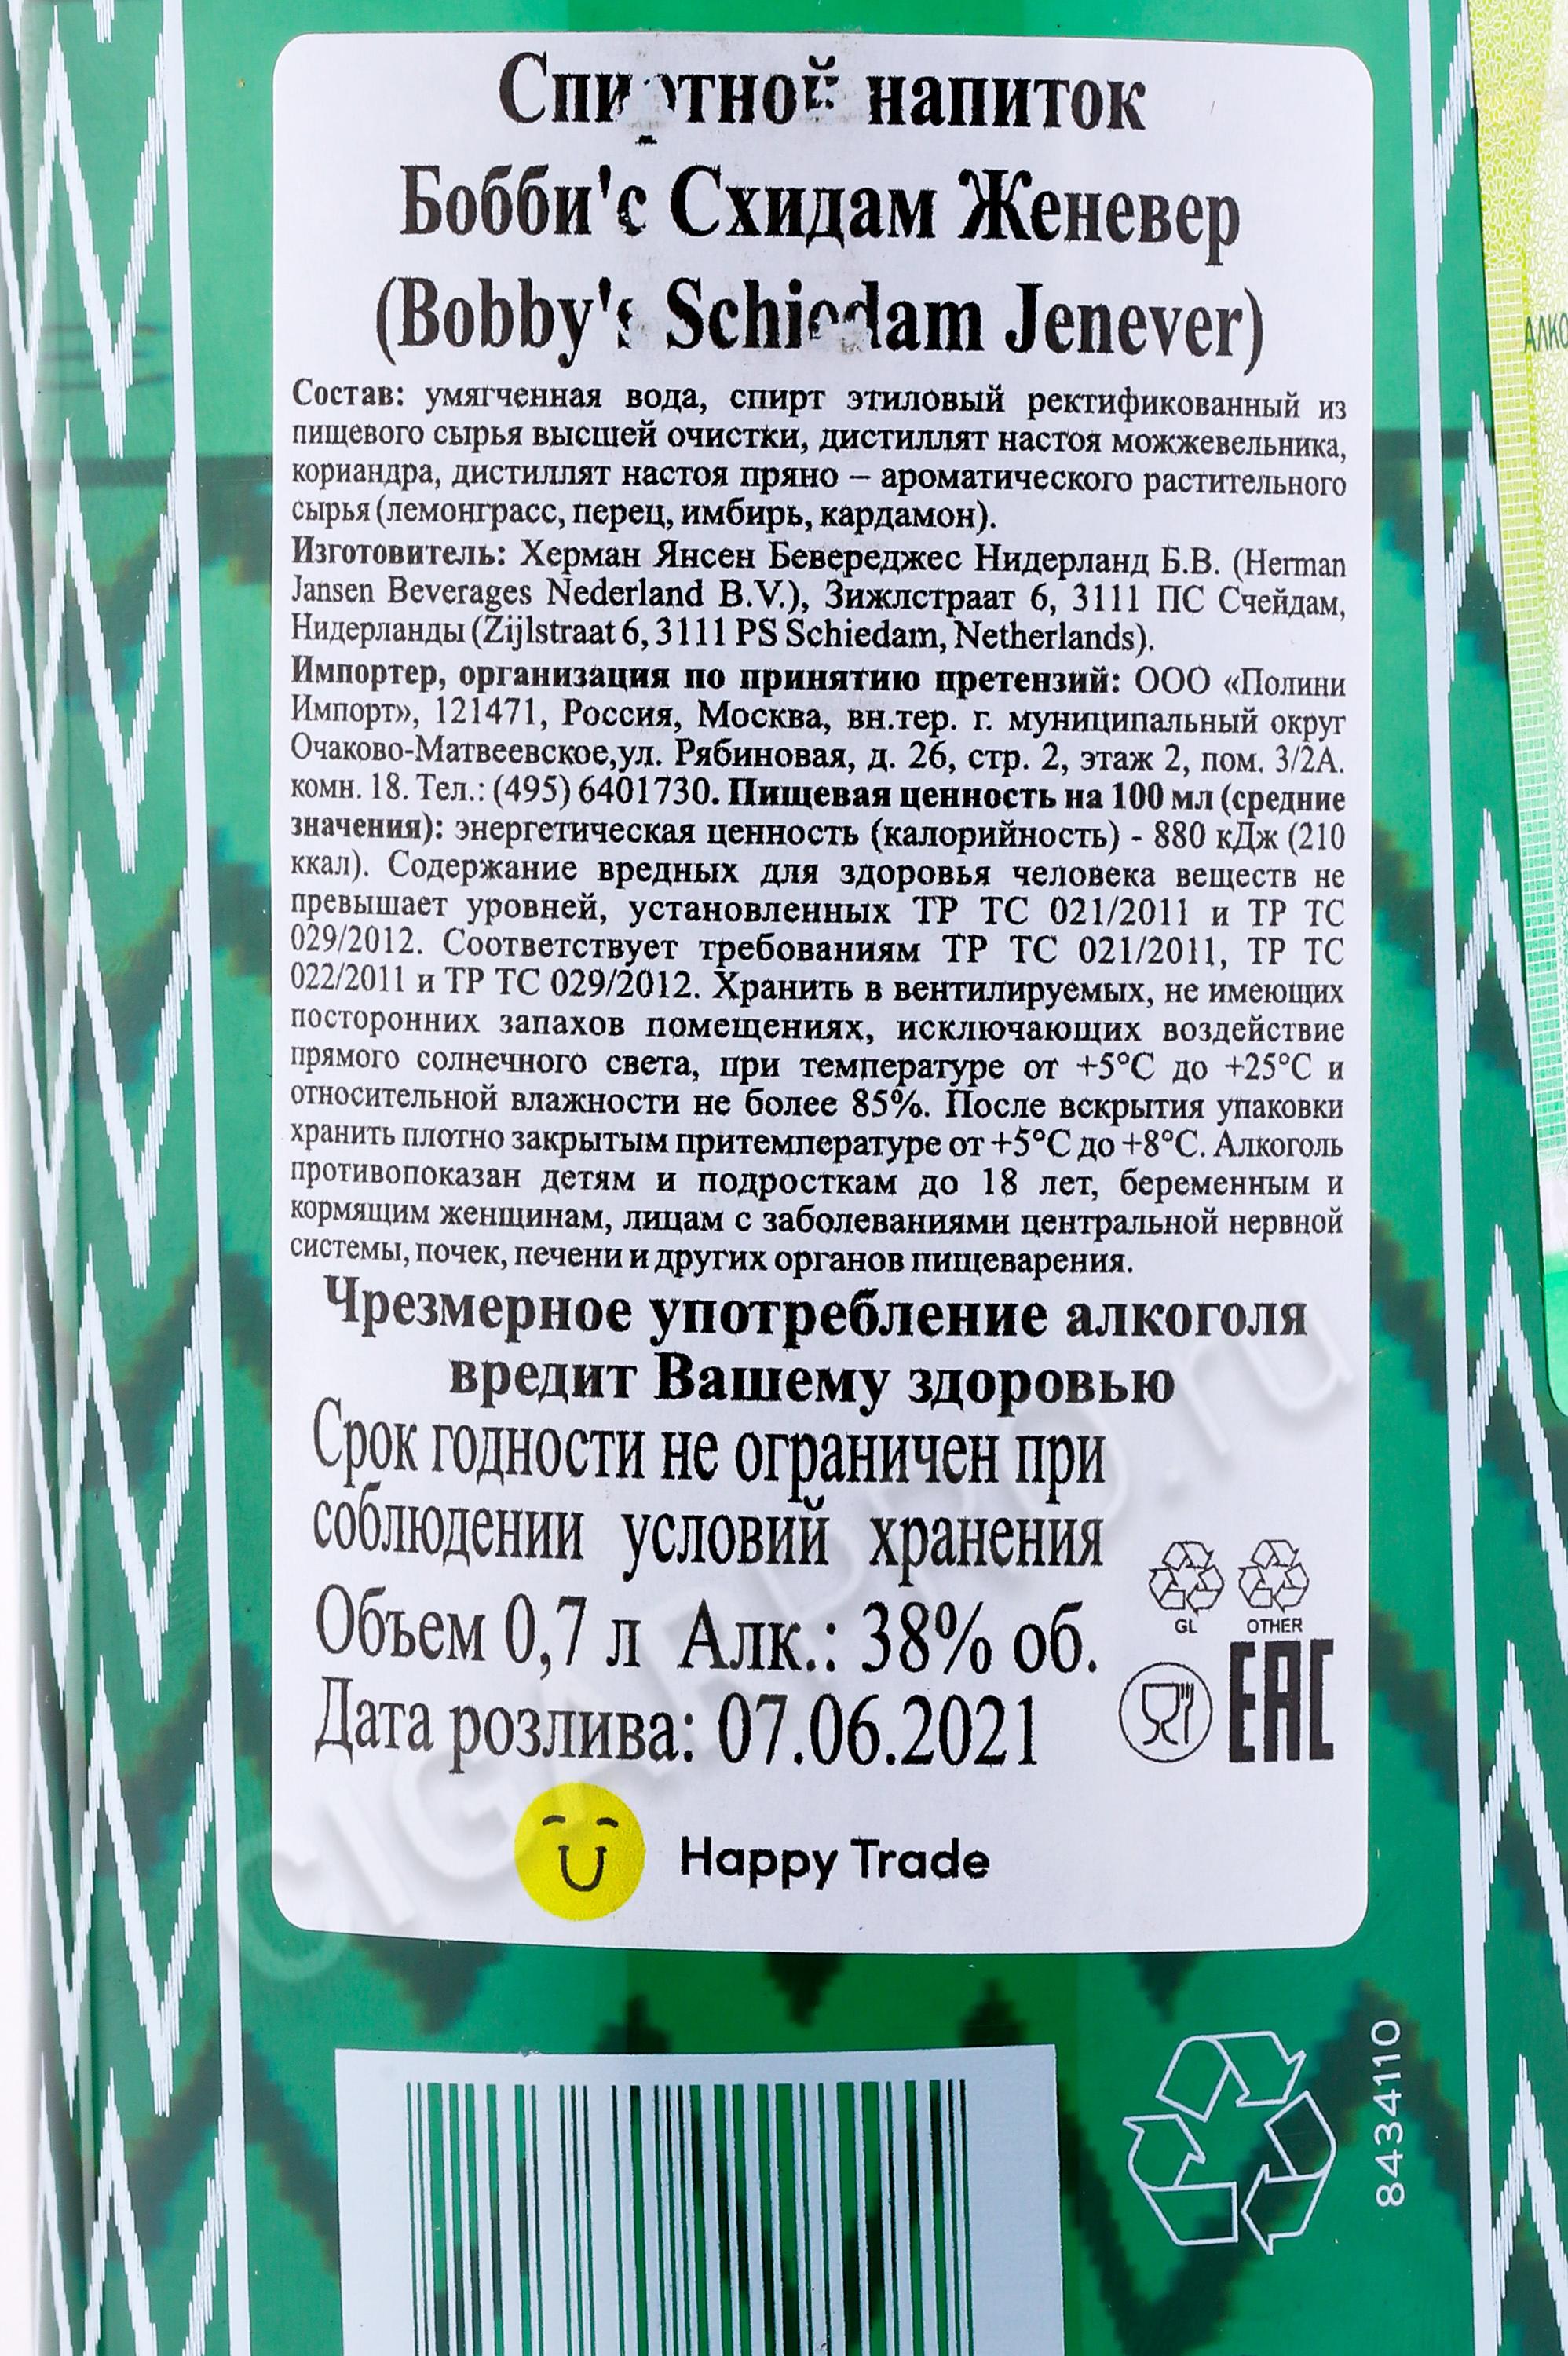 Спиртной напиток
Бобби'с Схидам Женевер
(Bobby's Schiedam Jenever)
Состав: умягченная вода, спирт этиловый ректификованный из
пищевого сырья высшей очистки, дистиллят настоя можжевельника,
кориандра, дистиллят настоя пряно – ароматического растительного
сырья (лемонграсс, перец, имбирь, кардамон).
Изготовитель: Херман Янсен Бевереджес Нидерланд Б.В. (Herman
Jansen Beverages Nederland B.V.), Зижлстраат 6, 3111 ПС Счейдам,
Нидерланды (Zijlstraat 6, 3111 PS Schiedam, Netherlands).
Импортер, организация по принятию претензий: ООО «Полини
Импорт», 121471, Россия, Москва, вн.тер. г. муниципальный округ
Очаково-Матвеевское,ул. Рябиновая, д. 26, стр. 2, этаж 2, пом. 3/2А.
комн. 18. Тел.: (495) 6401730. Пищевая ценность на 100 мл (средние
значения): энергетическая ценность (калорийность) - 880 кДж (210
ккал). Содержание вредных для здоровья человека веществ не
превышает уровней, установленных ТР ТС 021/2011 и ТР ТС
029/2012. Соответствует требованиям ТР ТС 021/2011, ТР ТС
022/2011 и ТР ТС 029/2012. Хранить в вентилируемых, не имеющих
посторонних запахов помещениях, исключающих воздействие
прямого солнечного света, при температуре от +5°С до +25°С и
относительной влажности не более 85%. После вскрытия упаковки
хранить плотно закрытым притемпературе от +5°С до +8°С. Алкоголь
противопоказан детям и подросткам до 18 лет, беременным и
кормящим женщинам, лицам с заболеваниями центральной нервной
системы, почек, печени и других органов пищеварения.
Чрезмерное употребление алкоголя
вредит Вашему здоровью
Срок годности не ограничен при
соблюдении условий хранения
Объем 0,7 л Алк.: 38% об.
Дата розлива: 07.06.2021
GL OTHER
EAC
Happy Trade
8434110
CIGARPRO.ru